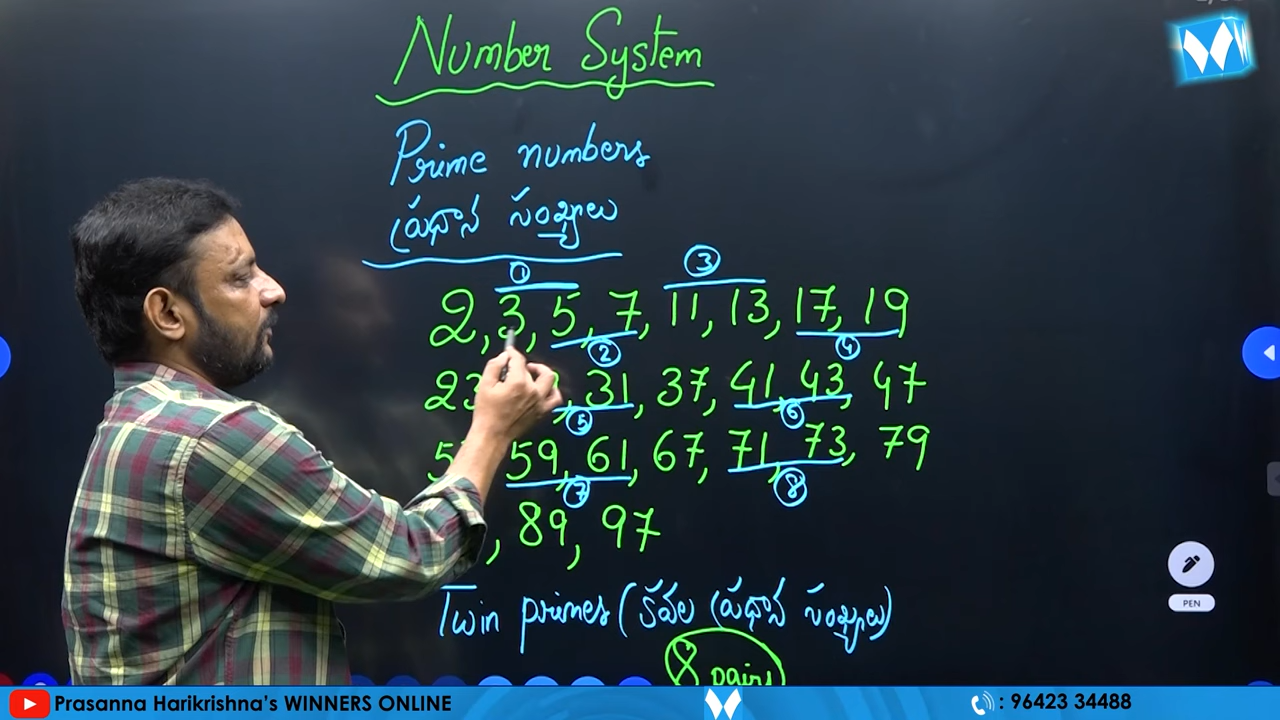 Number System
Prime numbers
ప్రధాన సంఖ్యలు
① ③
2, 3, 5, 7, 11, 13, 17, 19
② ④
23, 31, 37, 41, 43, 47
⑤ ⑥
59, 61, 67, 71, 73, 79
⑦ ⑧
, 89, 97
Twin primes (కవల ప్రధాన సంఖ్యలు)
8 pairs
PEN
Prasanna Harikrishna's WINNERS ONLINE
: 96423 34488